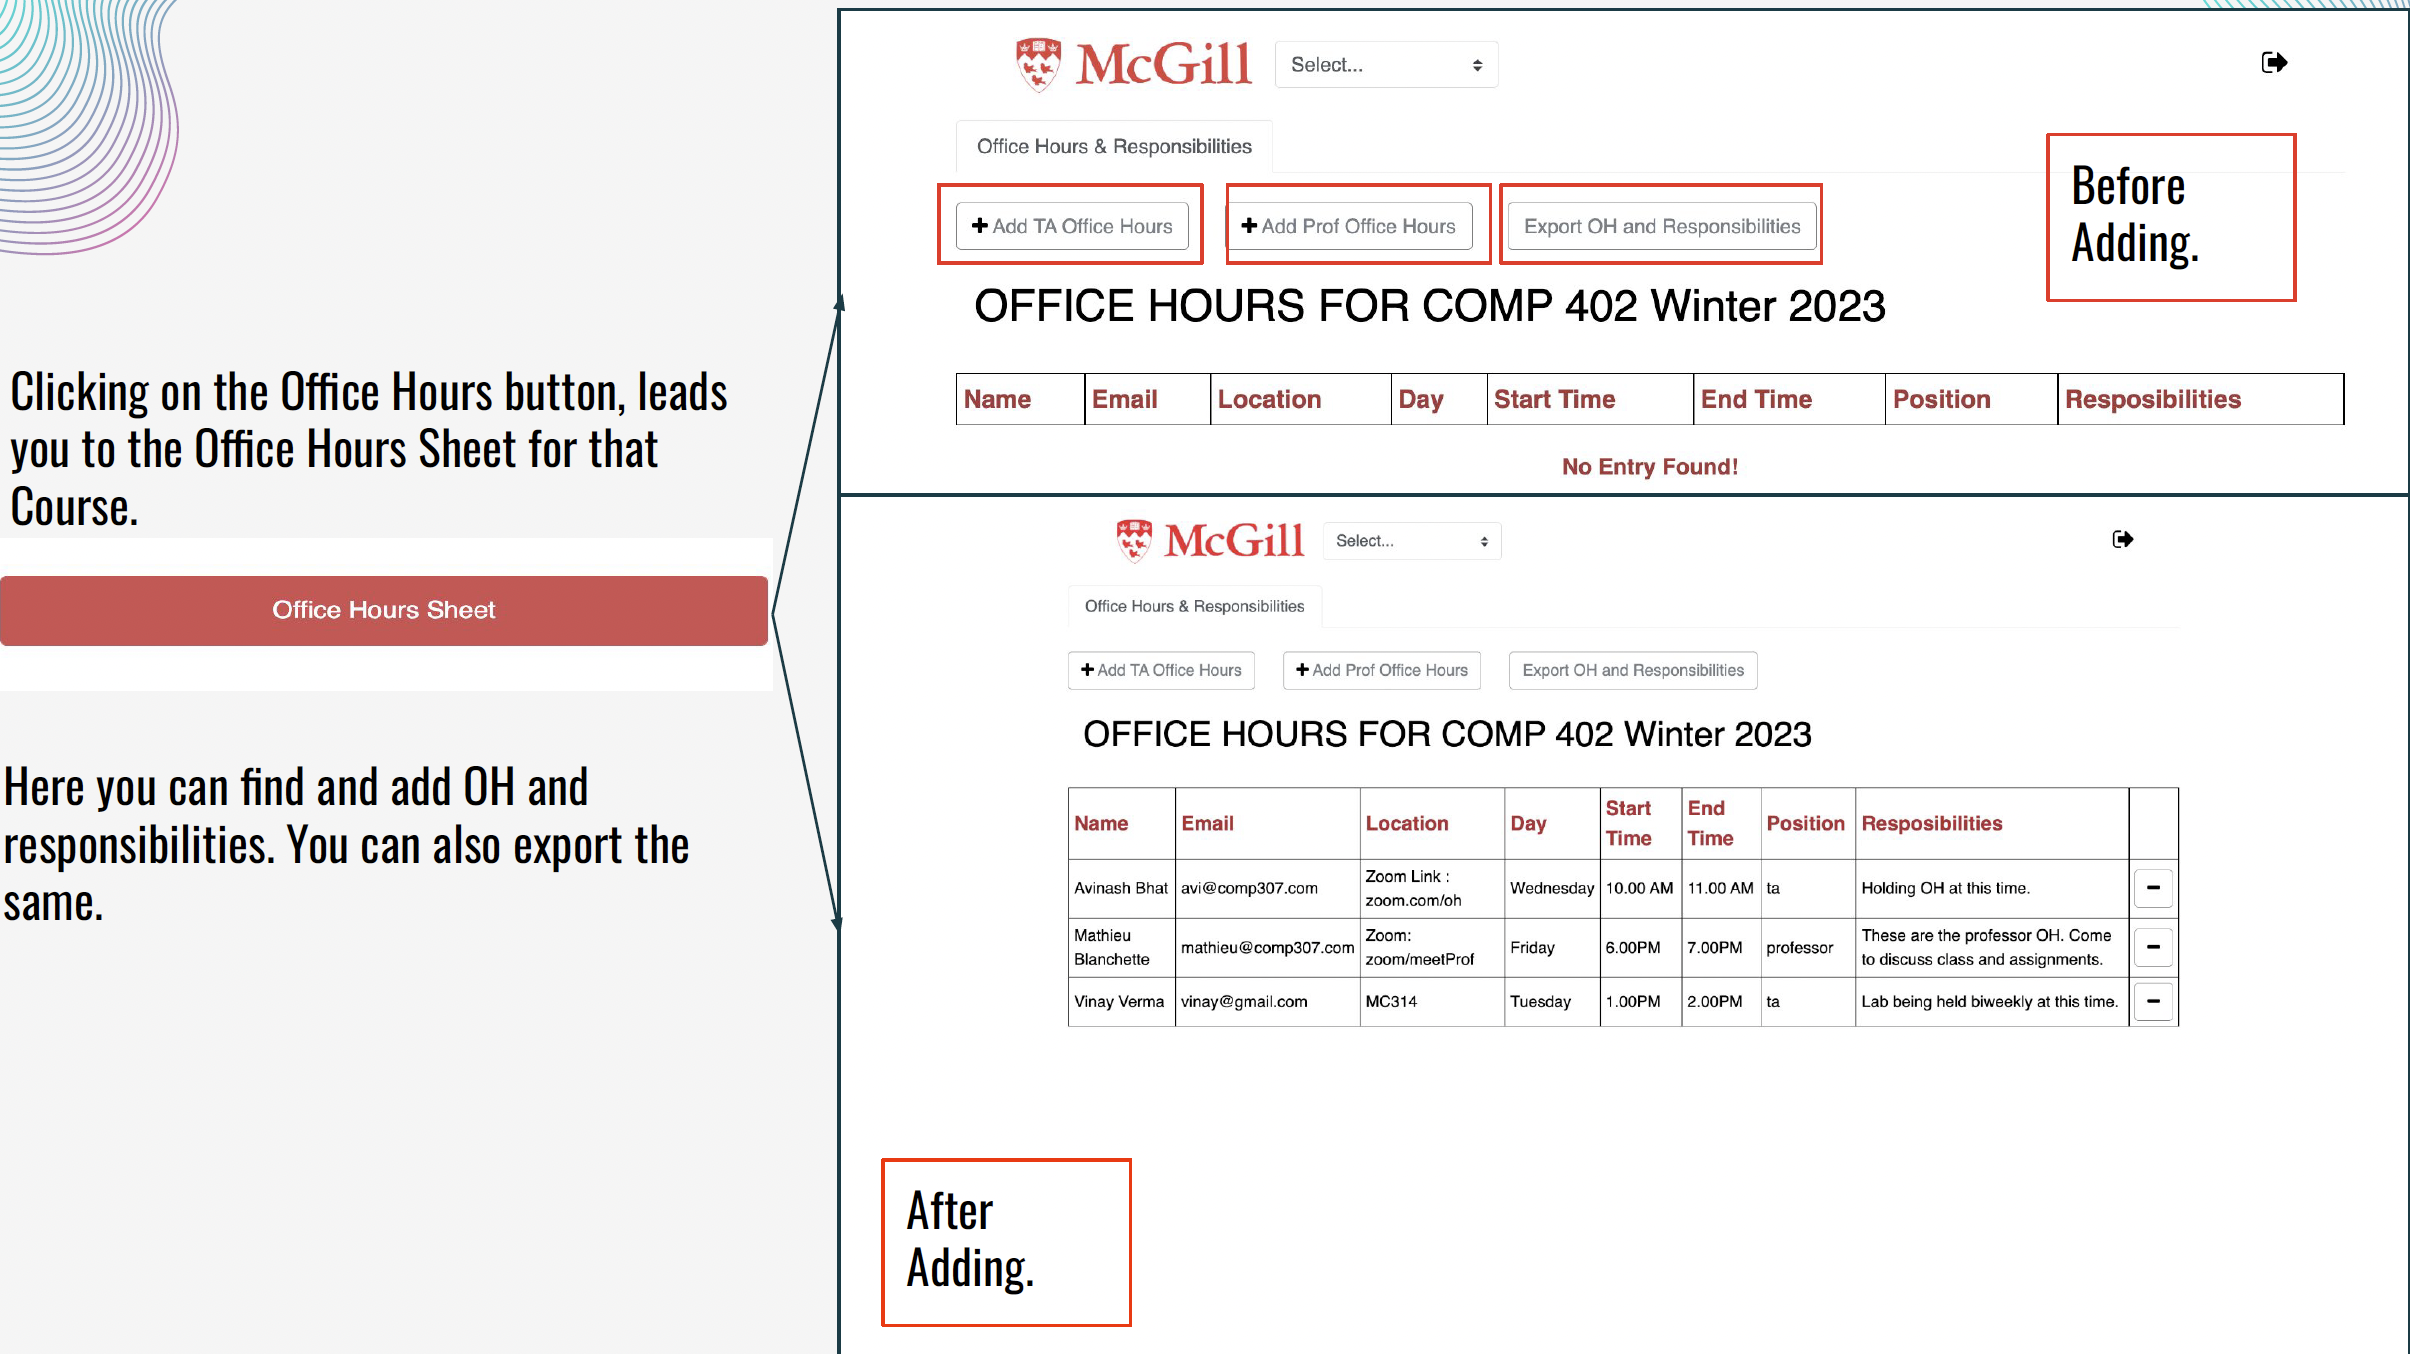 Clicking on the Office Hours button, leads
you to the Office Hours Sheet for that
Course.
Office Hours Sheet
Here you can find and add OH and
responsibilities. You can also export the
same.
McGill
Select...
Office Hours & Responsibilities
Add TA Office Hours
Add Prof Office Hours
Export OH and Responsibilities
Before
Adding.
OFFICE HOURS FOR COMP 402 Winter 2023
Name Email Location Day Start Time End Time Position Resposibilities
No Entry Found!
McGill
Select...
Office Hours & Responsibilities
Add TA Office Hours
Add Prof Office Hours
Export OH and Responsibilities
OFFICE HOURS FOR COMP 402 Winter 2023
Name Email Location Day Start Time End Time Position Resposibilities
Avinash Bhat avi@comp307.com Zoom Link : zoom.com/oh Wednesday 10.00 AM 11.00 AM ta Holding OH at this time.
Mathieu Blanchette mathieu@comp307.com Zoom: zoom/meetProf Friday 6.00PM 7.00PM professor These are the professor OH. Come to discuss class and assignments.
Vinay Verma vinay@gmail.com MC314 Tuesday 1.00PM 2.00PM ta Lab being held biweekly at this time.
After
Adding.